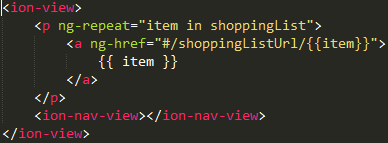 <ion-view>
    <p ng-repeat="item in shoppingList">
        <a ng-href="#/shoppingListUrl/{{item}}">
            {{ item }}
        </a>
    </p>
    <ion-nav-view></ion-nav-view>
</ion-view>